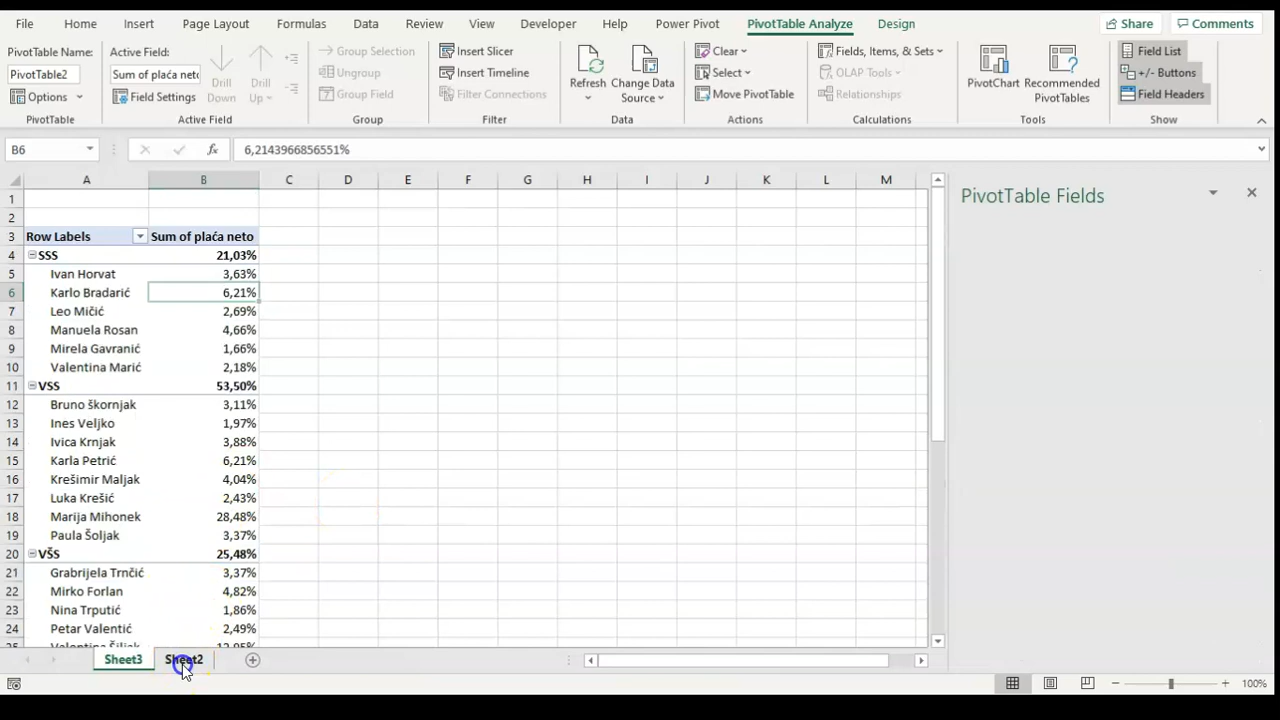 File Home Insert Page Layout Formulas Data Review View Developer Help Power Pivot PivotTable Analyze Design Share Comments
PivotTable Name:
PivotTable2
Options
PivotTable
Active Field:
Sum of plaća neto
Field Settings
Drill Down
Drill Up
Active Field
Group Selection
Ungroup
Group Field
Group
Insert Slicer
Insert Timeline
Filter Connections
Filter
Refresh
Change Data Source
Data
Clear
Select
Move PivotTable
Actions
Fields, Items, & Sets
OLAP Tools
Relationships
Calculations
PivotChart
Recommended PivotTables
Tools
Field List
+/- Buttons
Field Headers
Show
B6 fx 6,2143966856551%
A B C D E F G H I J K L M
PivotTable Fields
1
2
3 Row Labels Sum of plaća neto
4 SSS 21,03%
5 Ivan Horvat 3,63%
6 Karlo Bradarić 6,21%
7 Leo Mičić 2,69%
8 Manuela Rosan 4,66%
9 Mirela Gavranić 1,66%
10 Valentina Marić 2,18%
11 VSS 53,50%
12 Bruno škornjak 3,11%
13 Ines Veljko 1,97%
14 Ivica Krnjak 3,88%
15 Karla Petrić 6,21%
16 Krešimir Maljak 4,04%
17 Luka Krešić 2,43%
18 Marija Mihonek 28,48%
19 Paula Šoljak 3,37%
20 VŠS 25,48%
21 Grabrijela Trnčić 3,37%
22 Mirko Forlan 4,82%
23 Nina Trputić 1,86%
24 Petar Valentić 2,49%
Sheet3 Sheet2
100%